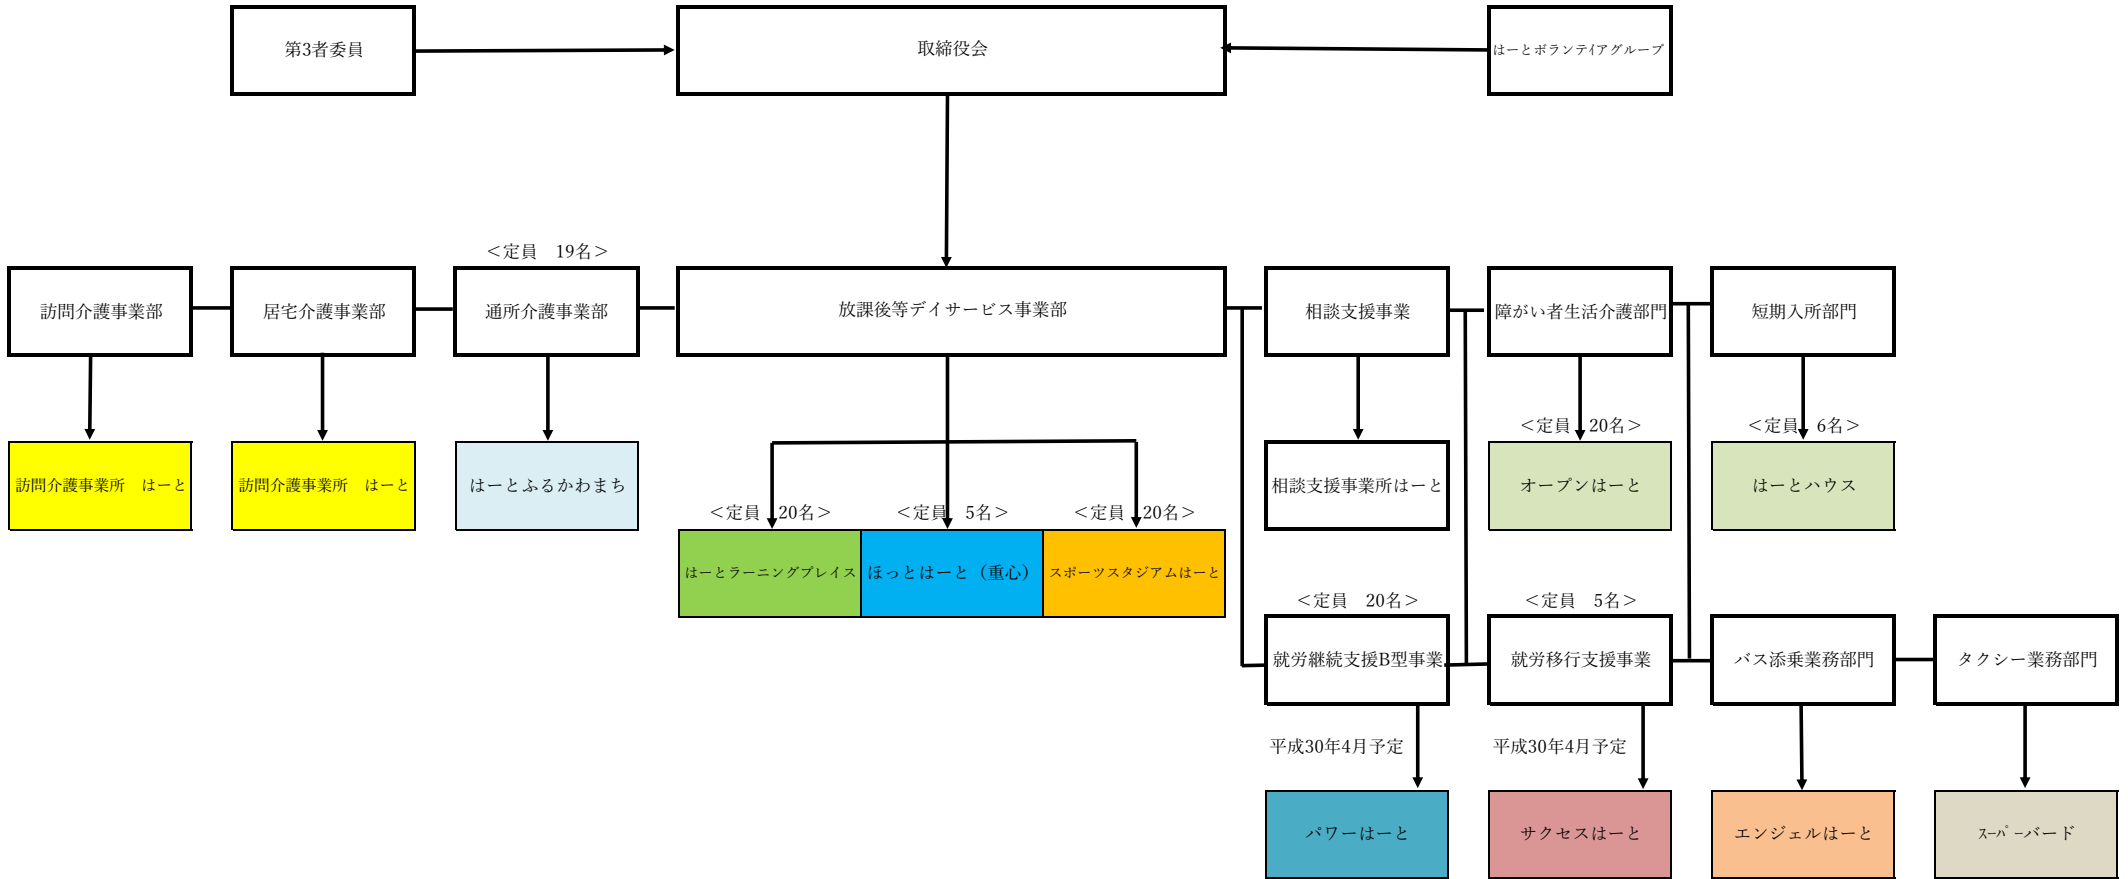 第3者委員
取締役会
はーとボランティアグループ
＜定員　19名＞
訪問介護事業部
居宅介護事業部
通所介護事業部
放課後等デイサービス事業部
相談支援事業
障がい者生活介護部門
短期入所部門
＜定員　20名＞
＜定員　6名＞
訪問介護事業所　はーと
訪問介護事業所　はーと
はーとふるかわまち
相談支援事業所はーと
オープンはーと
はーとハウス
＜定員　20名＞
＜定員　5名＞
＜定員　20名＞
はーとラーニングプレイス
ほっとはーと（重心）
スポーツスタジアムはーと
＜定員　20名＞
＜定員　5名＞
就労継続支援B型事業
就労移行支援事業
バス添乗業務部門
タクシー業務部門
平成30年4月予定
平成30年4月予定
パワーはーと
サクセスはーと
エンジェルはーと
ｽｰﾊﾟｰバード